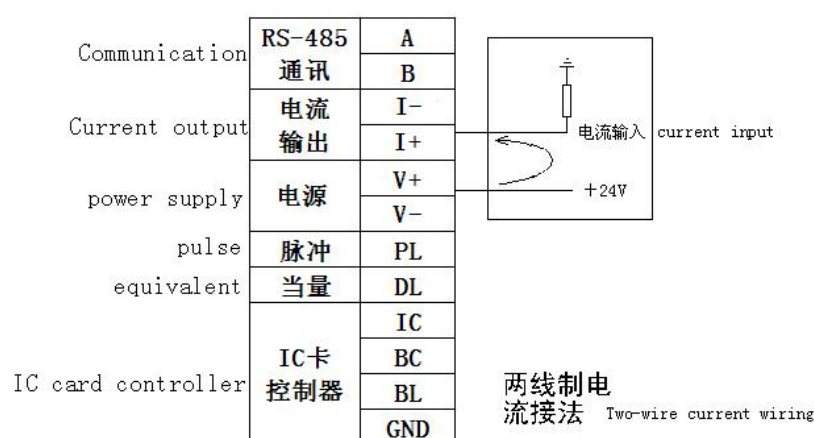 Communication
RS-485
通讯
A
B
Current output
电流
输出
I-
I+
power supply
电源
V+
V-
pulse
脉冲
PL
equivalent
当量
DL
IC card controller
IC卡
控制器
IC
BC
BL
GND
电流输入 current input
+24V
两线制电
流接法 Two-wire current wiring